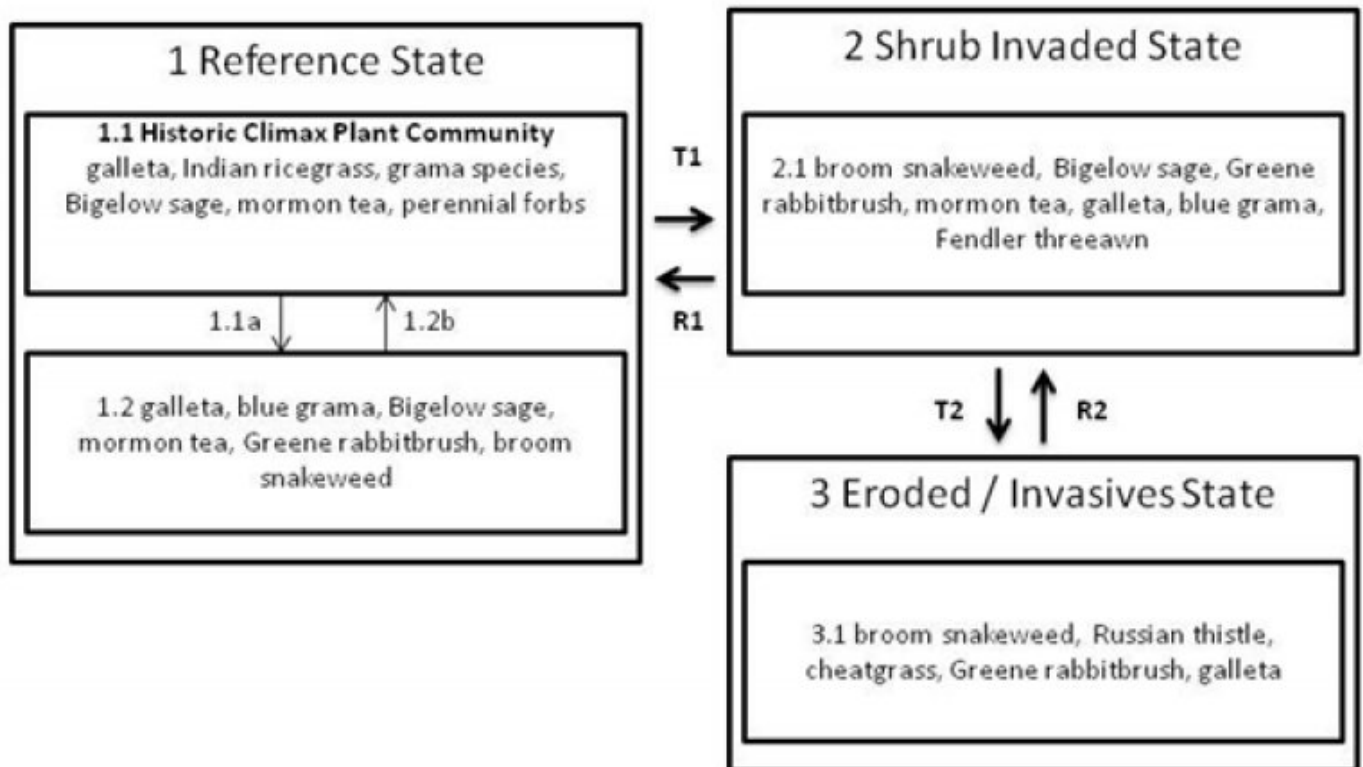 1 Reference State
1.1 Historic Climax Plant Community
galleta, Indian ricegrass, grama species,
Bigelow sage, mormon tea, perennial forbs
1.1a
1.2b
1.2 galleta, blue grama, Bigelow sage,
mormon tea, Greene rabbitbrush, broom
snakeweed
T1
R1
2 Shrub Invaded State
2.1 broom snakeweed, Bigelow sage, Greene
rabbitbrush, mormon tea, galleta, blue grama,
Fendler threeawn
T2
R2
3 Eroded / Invasives State
3.1 broom snakeweed, Russian thistle,
cheatgrass, Greene rabbitbrush, galleta